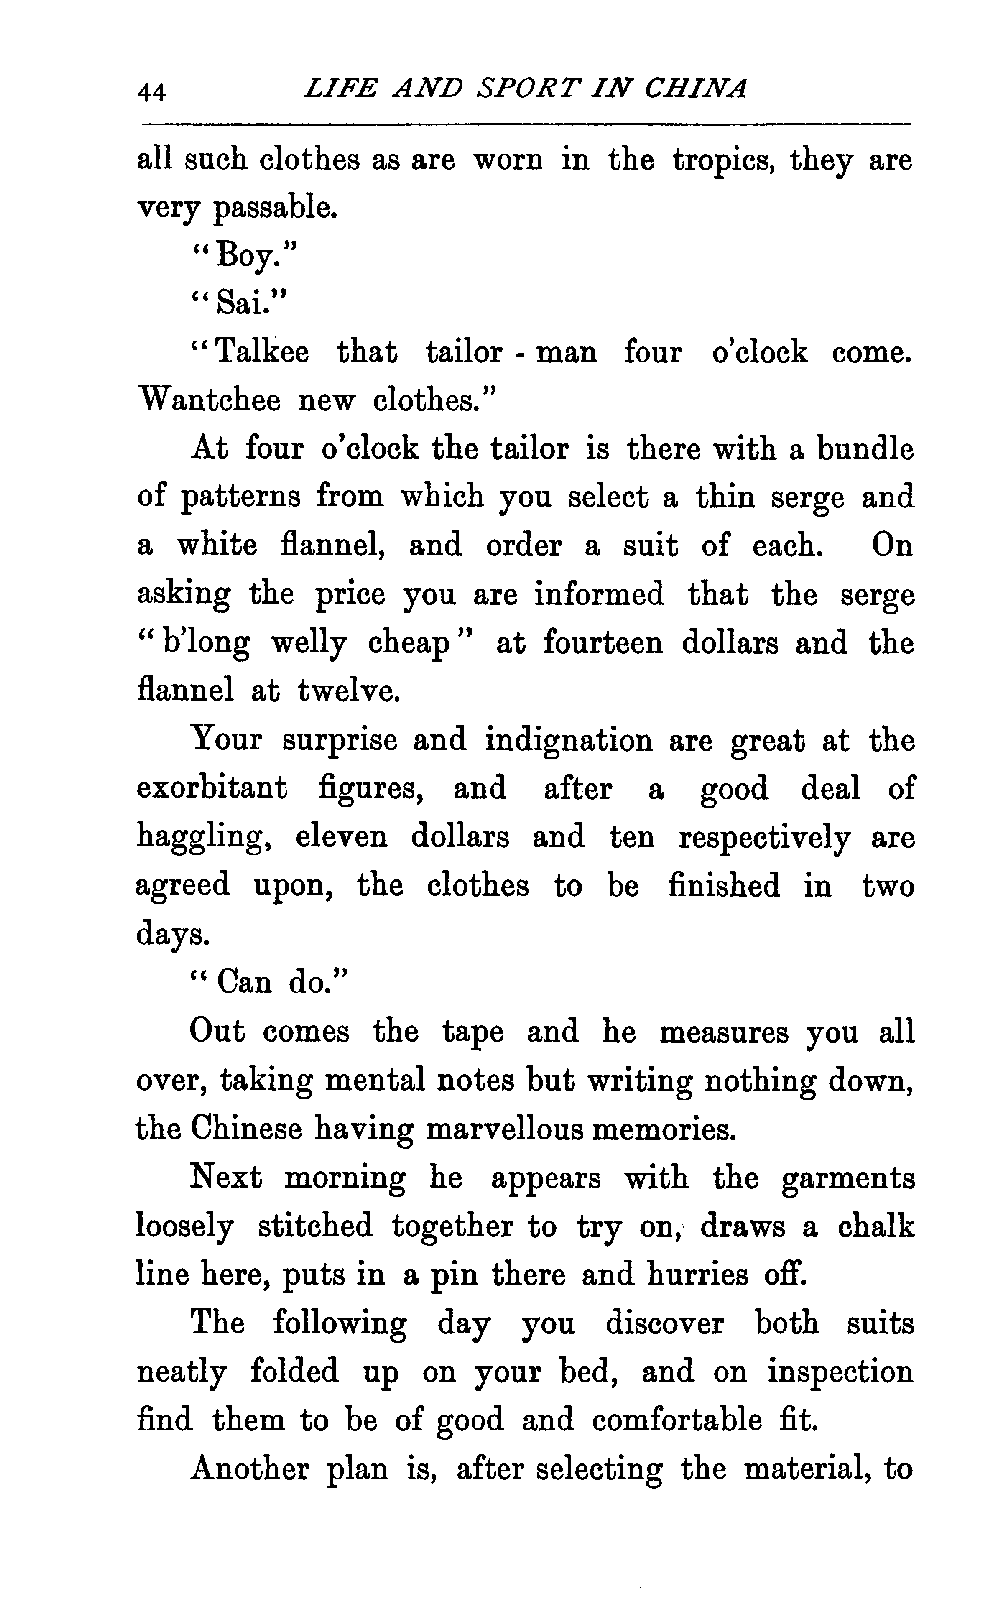 44 LIFE AND SPORT IN CHINA
all such clothes as are worn in the tropics, they are
very passable.
“Boy.”
“Sai.”
“Talkee that tailor-man four o’clock come.
Wantchee new clothes.”
At four o’clock the tailor is there with a bundle
of patterns from which you select a thin serge and
a white flannel, and order a suit of each. On
asking the price you are informed that the serge
“b’long welly cheap” at fourteen dollars and the
flannel at twelve.
Your surprise and indignation are great at the
exorbitant figures, and after a good deal of
haggling, eleven dollars and ten respectively are
agreed upon, the clothes to be finished in two
days.
“Can do.”
Out comes the tape and he measures you all
over, taking mental notes but writing nothing down,
the Chinese having marvellous memories.
Next morning he appears with the garments
loosely stitched together to try on, draws a chalk
line here, puts in a pin there and hurries off.
The following day you discover both suits
neatly folded up on your bed, and on inspection
find them to be of good and comfortable fit.
Another plan is, after selecting the material, to